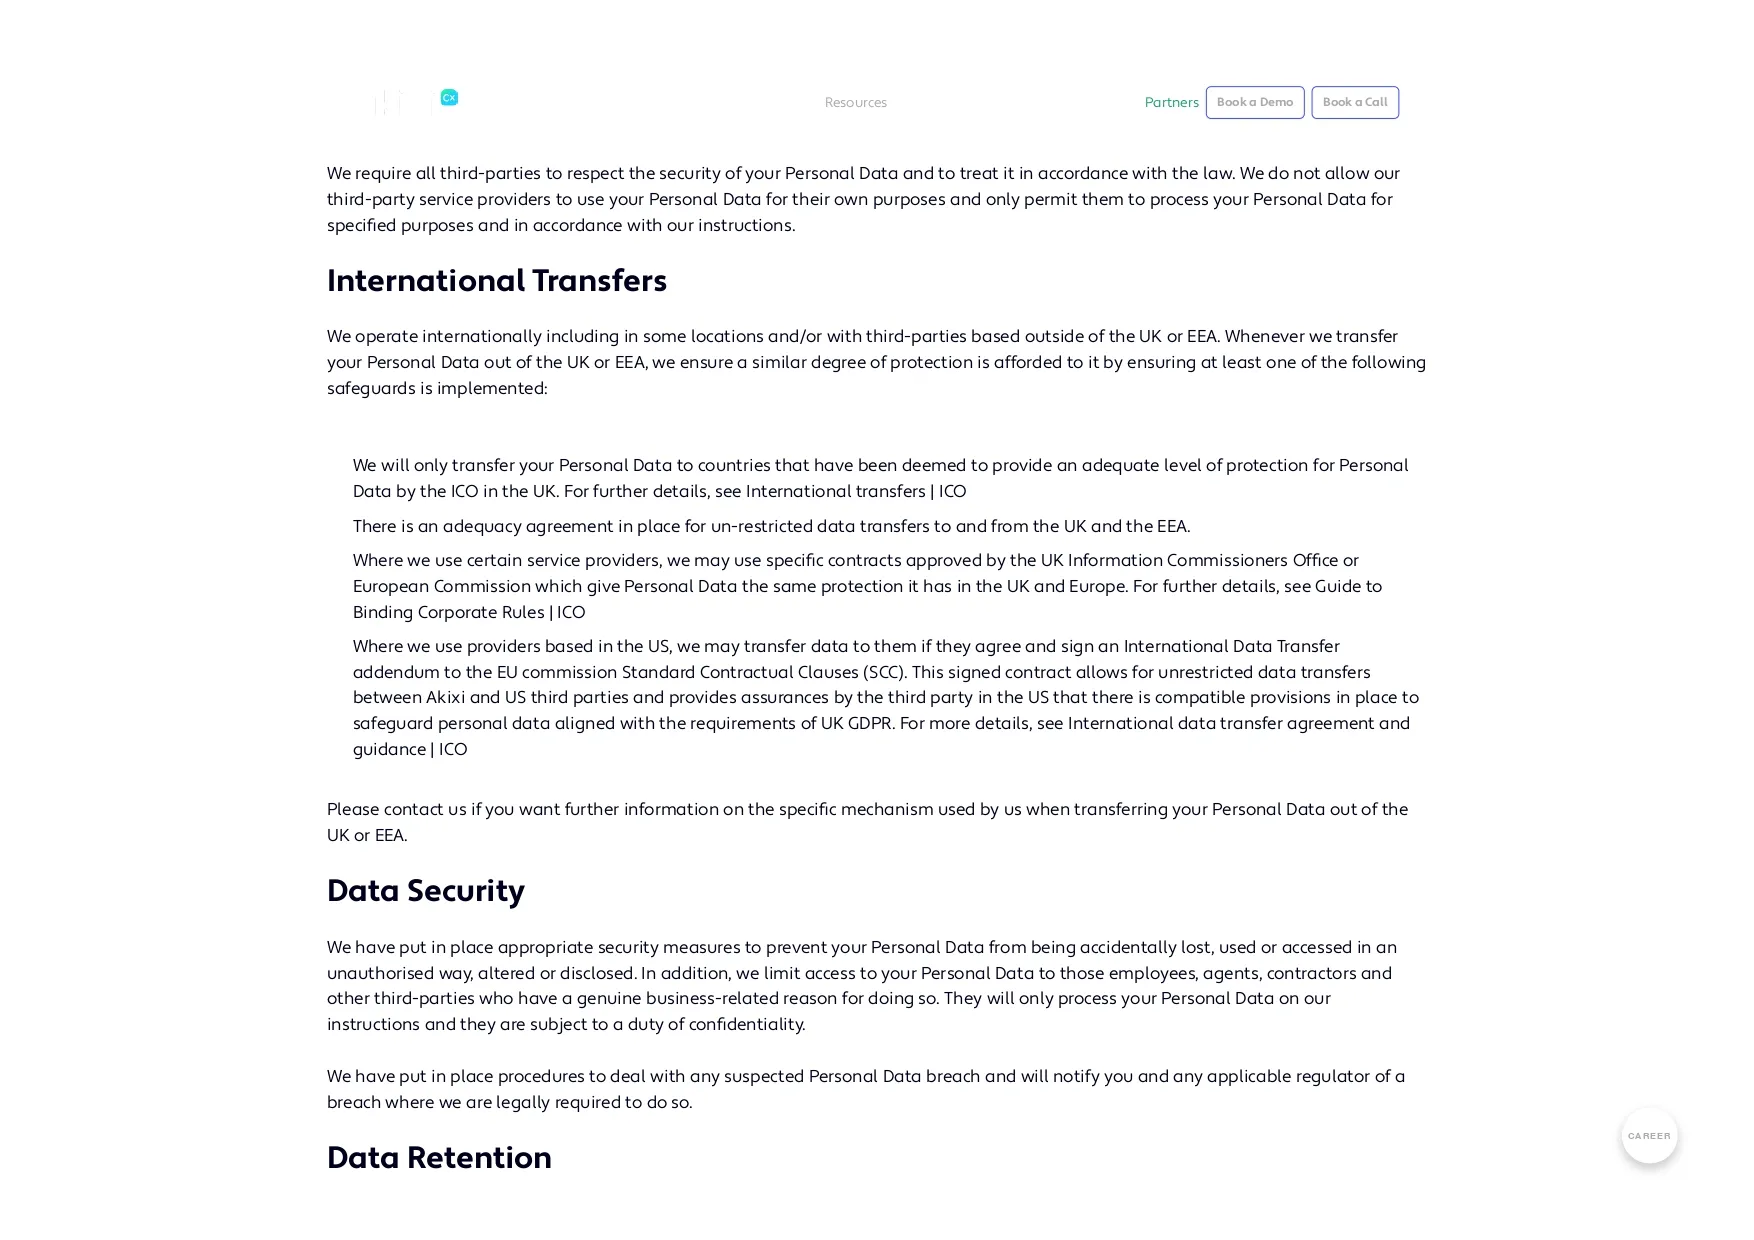 Cx
Resources
Partners
Book a Demo
Book a Call
We require all third-parties to respect the security of your Personal Data and to treat it in accordance with the law. We do not allow our
third-party service providers to use your Personal Data for their own purposes and only permit them to process your Personal Data for
specified purposes and in accordance with our instructions.
International Transfers
We operate internationally including in some locations and/or with third-parties based outside of the UK or EEA. Whenever we transfer
your Personal Data out of the UK or EEA, we ensure a similar degree of protection is afforded to it by ensuring at least one of the following
safeguards is implemented:
We will only transfer your Personal Data to countries that have been deemed to provide an adequate level of protection for Personal
Data by the ICO in the UK. For further details, see International transfers | ICO
There is an adequacy agreement in place for un-restricted data transfers to and from the UK and the EEA.
Where we use certain service providers, we may use specific contracts approved by the UK Information Commissioners Office or
European Commission which give Personal Data the same protection it has in the UK and Europe. For further details, see Guide to
Binding Corporate Rules | ICO
Where we use providers based in the US, we may transfer data to them if they agree and sign an International Data Transfer
addendum to the EU commission Standard Contractual Clauses (SCC). This signed contract allows for unrestricted data transfers
between Akixi and US third parties and provides assurances by the third party in the US that there is compatible provisions in place to
safeguard personal data aligned with the requirements of UK GDPR. For more details, see International data transfer agreement and
guidance | ICO
Please contact us if you want further information on the specific mechanism used by us when transferring your Personal Data out of the
UK or EEA.
Data Security
We have put in place appropriate security measures to prevent your Personal Data from being accidentally lost, used or accessed in an
unauthorised way, altered or disclosed. In addition, we limit access to your Personal Data to those employees, agents, contractors and
other third-parties who have a genuine business-related reason for doing so. They will only process your Personal Data on our
instructions and they are subject to a duty of confidentiality.
We have put in place procedures to deal with any suspected Personal Data breach and will notify you and any applicable regulator of a
breach where we are legally required to do so.
CAREER
Data Retention